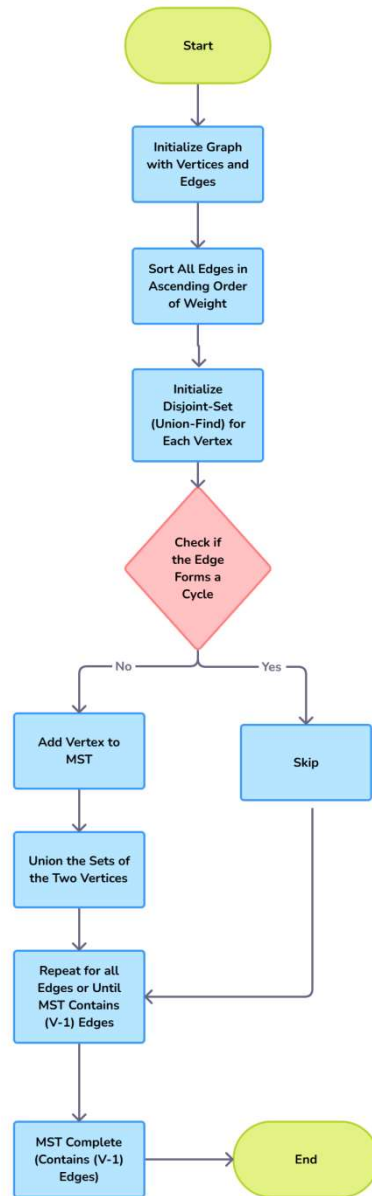 Start
Initialize Graph
with Vertices and
Edges
Sort All Edges in
Ascending Order
of Weight
Initialize
Disjoint-Set
(Union-Find) for
Each Vertex
Check if
the Edge
Forms a
Cycle
No
Yes
Add Vertex to
MST
Skip
Union the Sets of
the Two Vertices
Repeat for all
Edges or Until
MST Contains
(V-1) Edges
MST Complete
(Contains (V-1)
Edges)
End